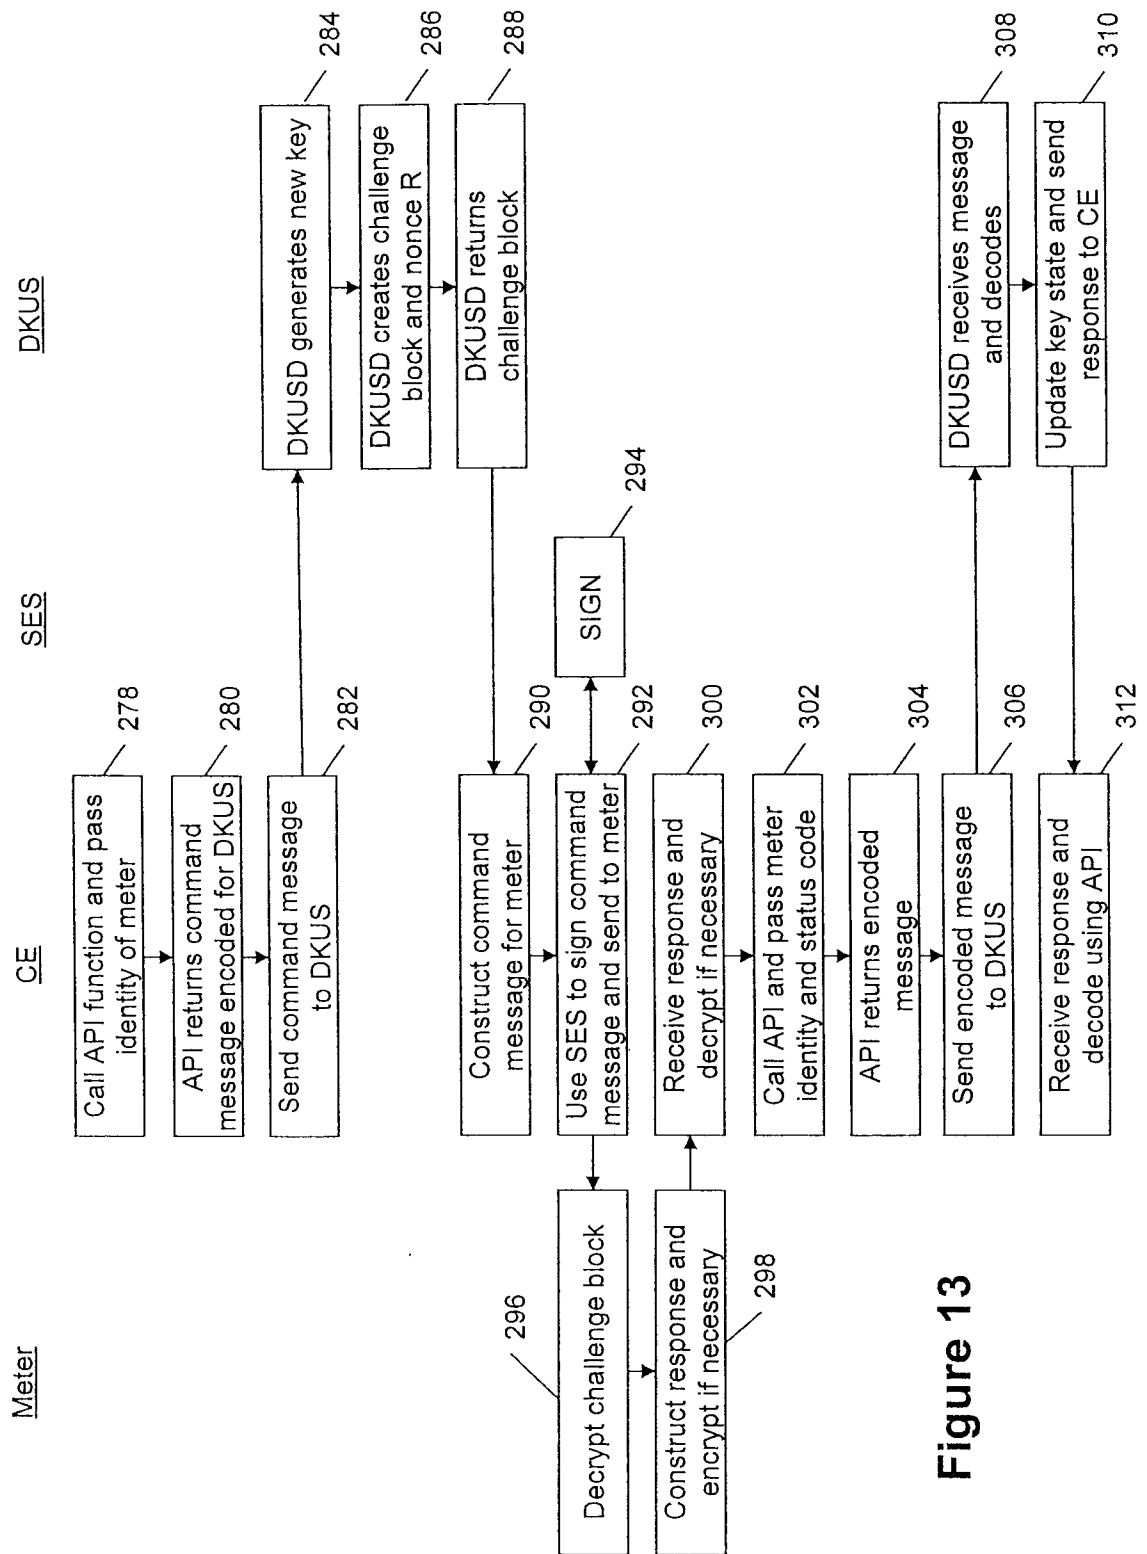 Meter
CE
SES
DKUS
Call API function and pass
identity of meter
278
API returns command
message encoded for DKUS
280
Send command message
to DKUS
282
DKUSD generates new key
284
DKUSD creates challenge
block and nonce R
286
DKUSD returns
challenge block
288
Construct command
message for meter
290
Use SES to sign command
message and send to meter
292
SIGN
294
Decrypt challenge block
296
Construct response and
encrypt if necessary
298
Receive response and
decrypt if necessary
300
Call API and pass meter
identity and status code
302
API returns encoded
message
304
Send encoded message
to DKUS
306
DKUSD receives message
and decodes
308
Update key state and send
response to CE
310
Receive response and
decode using API
312
Figure 13